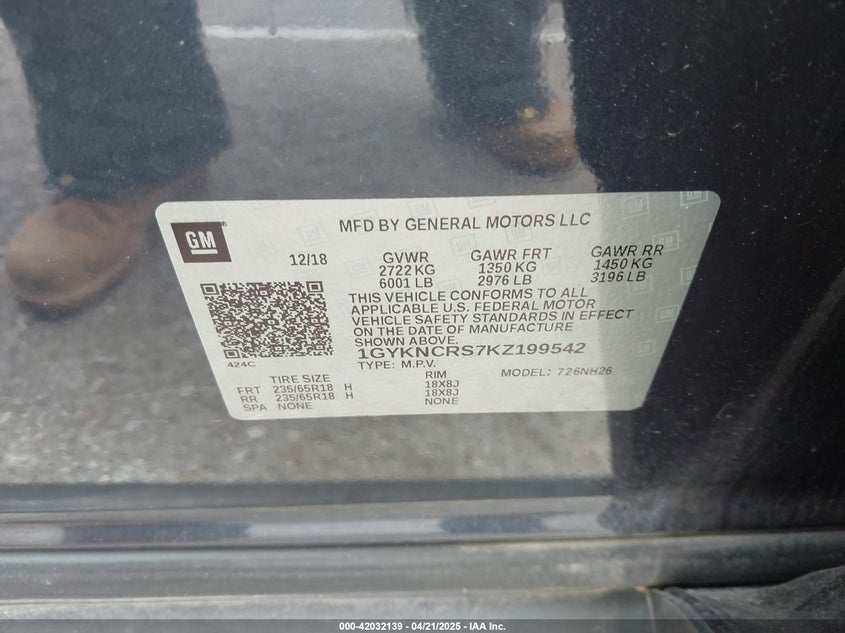 GM
MFD BY GENERAL MOTORS LLC
12/18 GVWR GAWR FRT GAWR RR
2722 KG 1350 KG 1450 KG
6001 LB 2976 LB 3196 LB
THIS VEHICLE CONFORMS TO ALL
APPLICABLE U.S. FEDERAL MOTOR
VEHICLE SAFETY STANDARDS IN EFFECT
ON THE DATE OF MANUFACTURE
SHOWN ABOVE.
1GYKNCRS7KZ199542
424C
TYPE: M.P.V. MODEL: 726NH26
TIRE SIZE RIM
FRT 235/65R18 H 18X8J
RR 235/65R18 H 18X8J
SPA NONE NONE
000-42032139 - 04/21/2025 - IAA Inc.